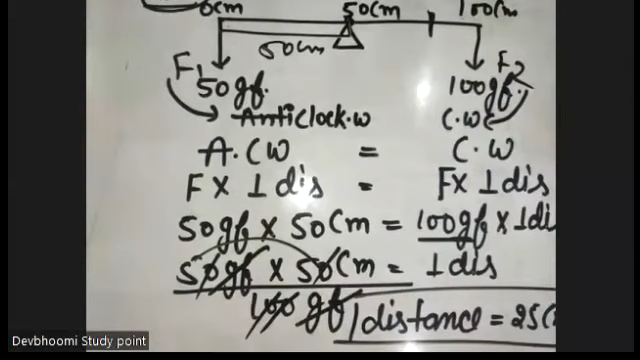 0cm 50cm 100cm
50cm
F1 F2
50gf. 100gf.
Anticlock.w C.W
A.CW = C.W
F X ⊥ dis = F X ⊥ dis
50gf X 50cm = 100gf X ⊥ dis
50gf X 50cm = ⊥ dis
100 gf
⊥ distance = 25C
Devbhoomi Study point